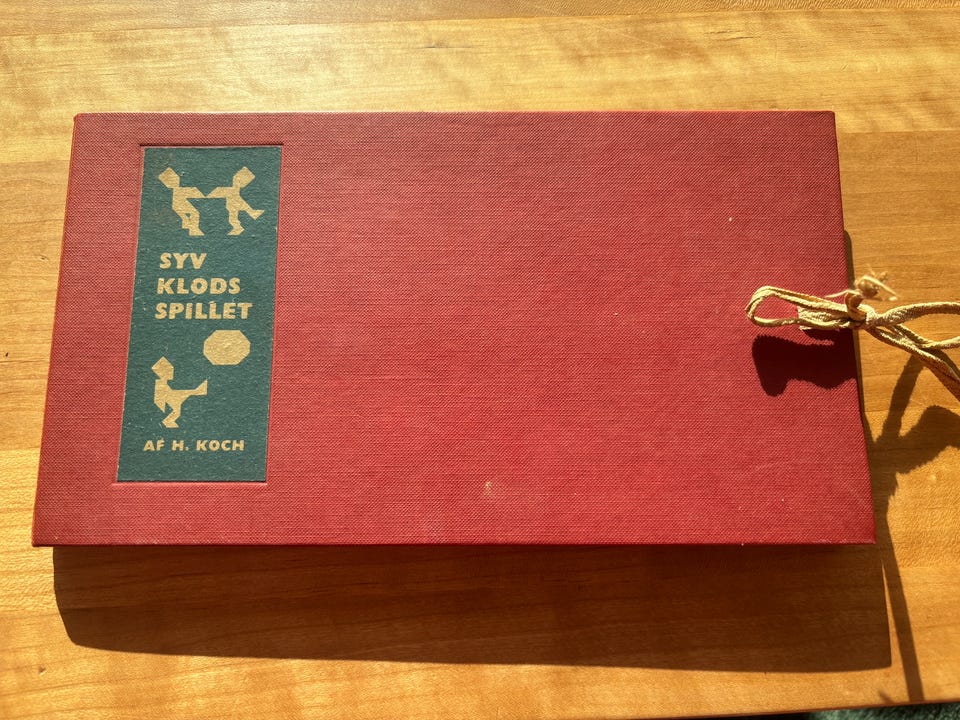 SYV
KLODS
SPILLET
AF H. KOCH